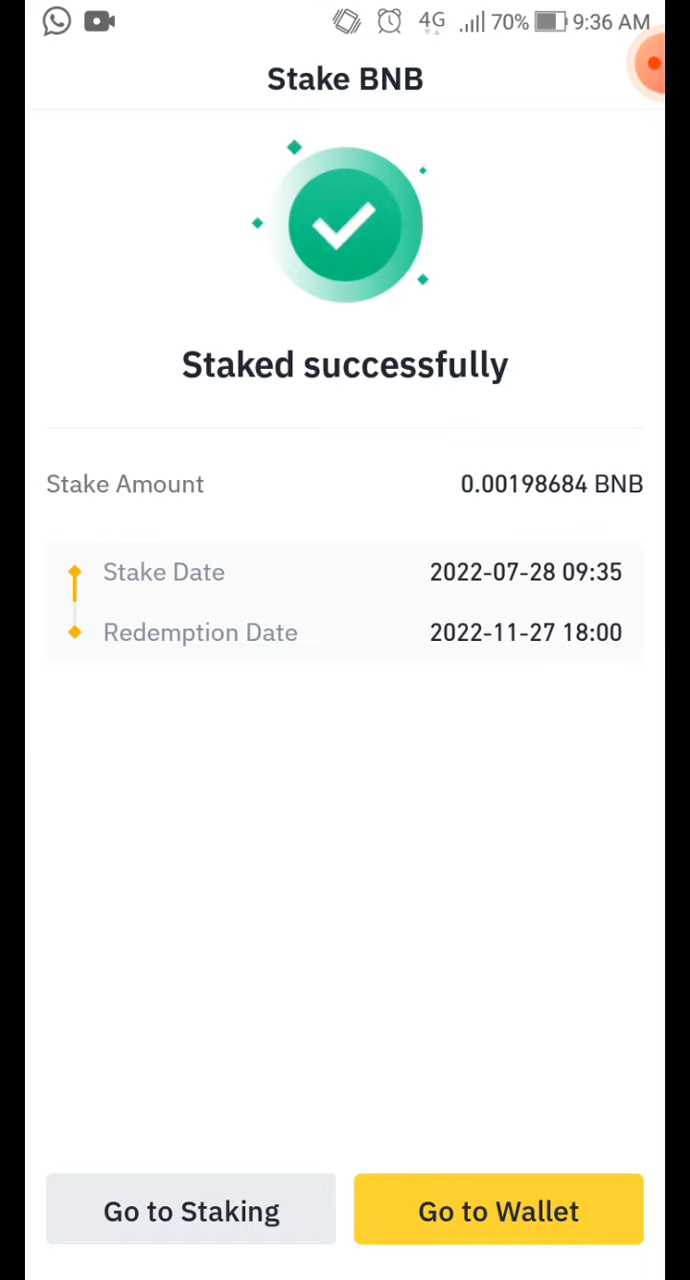 4G 70% 9:36 AM
Stake BNB
Staked successfully
Stake Amount 0.00198684 BNB
Stake Date 2022-07-28 09:35
Redemption Date 2022-11-27 18:00
Go to Staking Go to Wallet